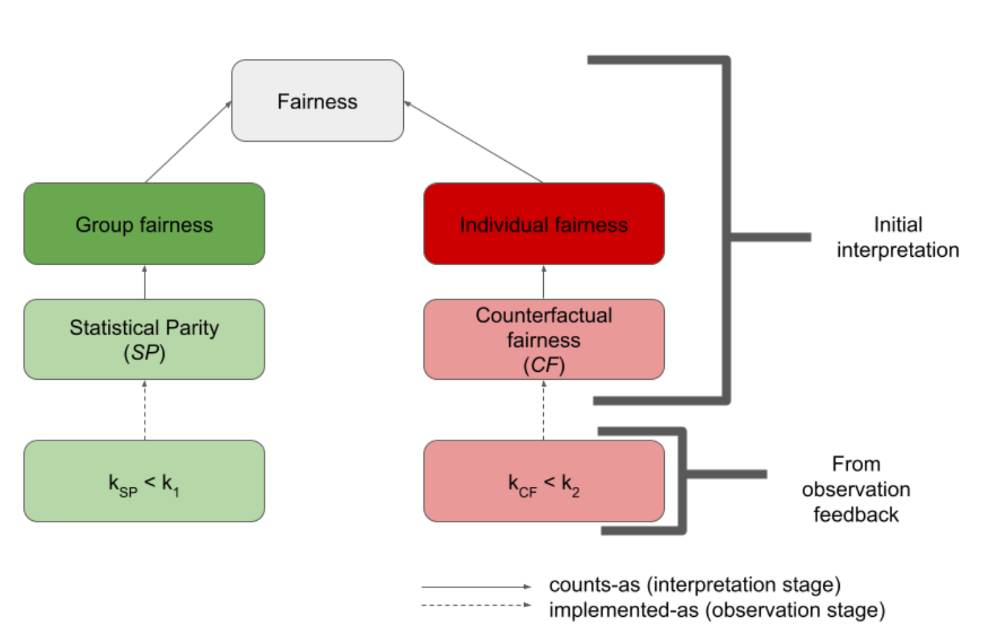 Fairness
Group fairness
Individual fairness
Initial
interpretation
Statistical Parity
(SP)
Counterfactual
fairness
(CF)
kSP < k1
kCF < k2
From
observation
feedback
counts-as (interpretation stage)
implemented-as (observation stage)